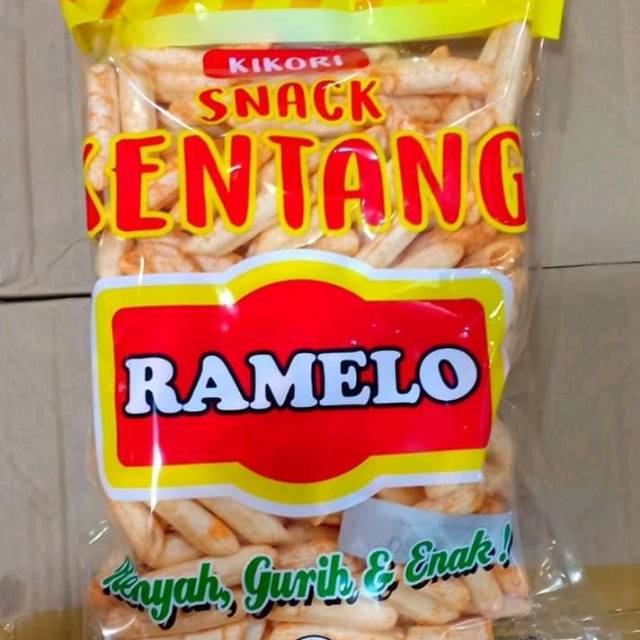 KIKORI
SNACK
KENTANG
RAMELO
Renyah, Gurih & Enak!